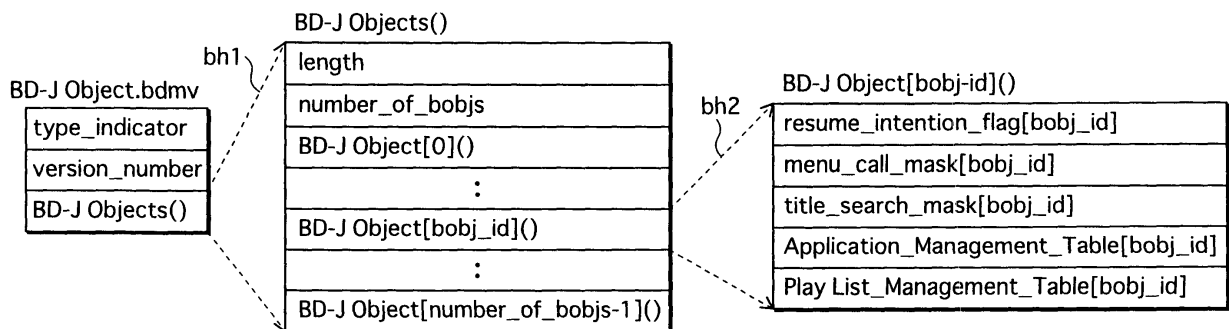 BD-J Object.bdmv
type_indicator
version_number
BD-J Objects()
bh1
BD-J Objects()
length
number_of_bobjs
BD-J Object[0]()
:
BD-J Object[bobj_id]()
:
BD-J Object[number_of_bobjs-1]()
bh2
BD-J Object[bobj-id]()
resume_intention_flag[bobj_id]
menu_call_mask[bobj_id]
title_search_mask[bobj_id]
Application_Management_Table[bobj_id]
Play List_Management_Table[bobj_id]